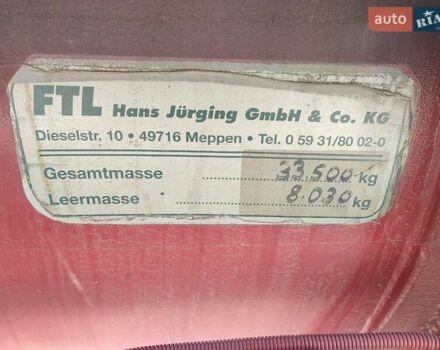 auto RIA
FTL Hans Jürging GmbH & Co. KG
Dieselstr. 10 • 49716 Meppen • Tel. 0 59 31/80 02-0
Gesamtmasse 33.500 kg
Leermasse 8.030 kg